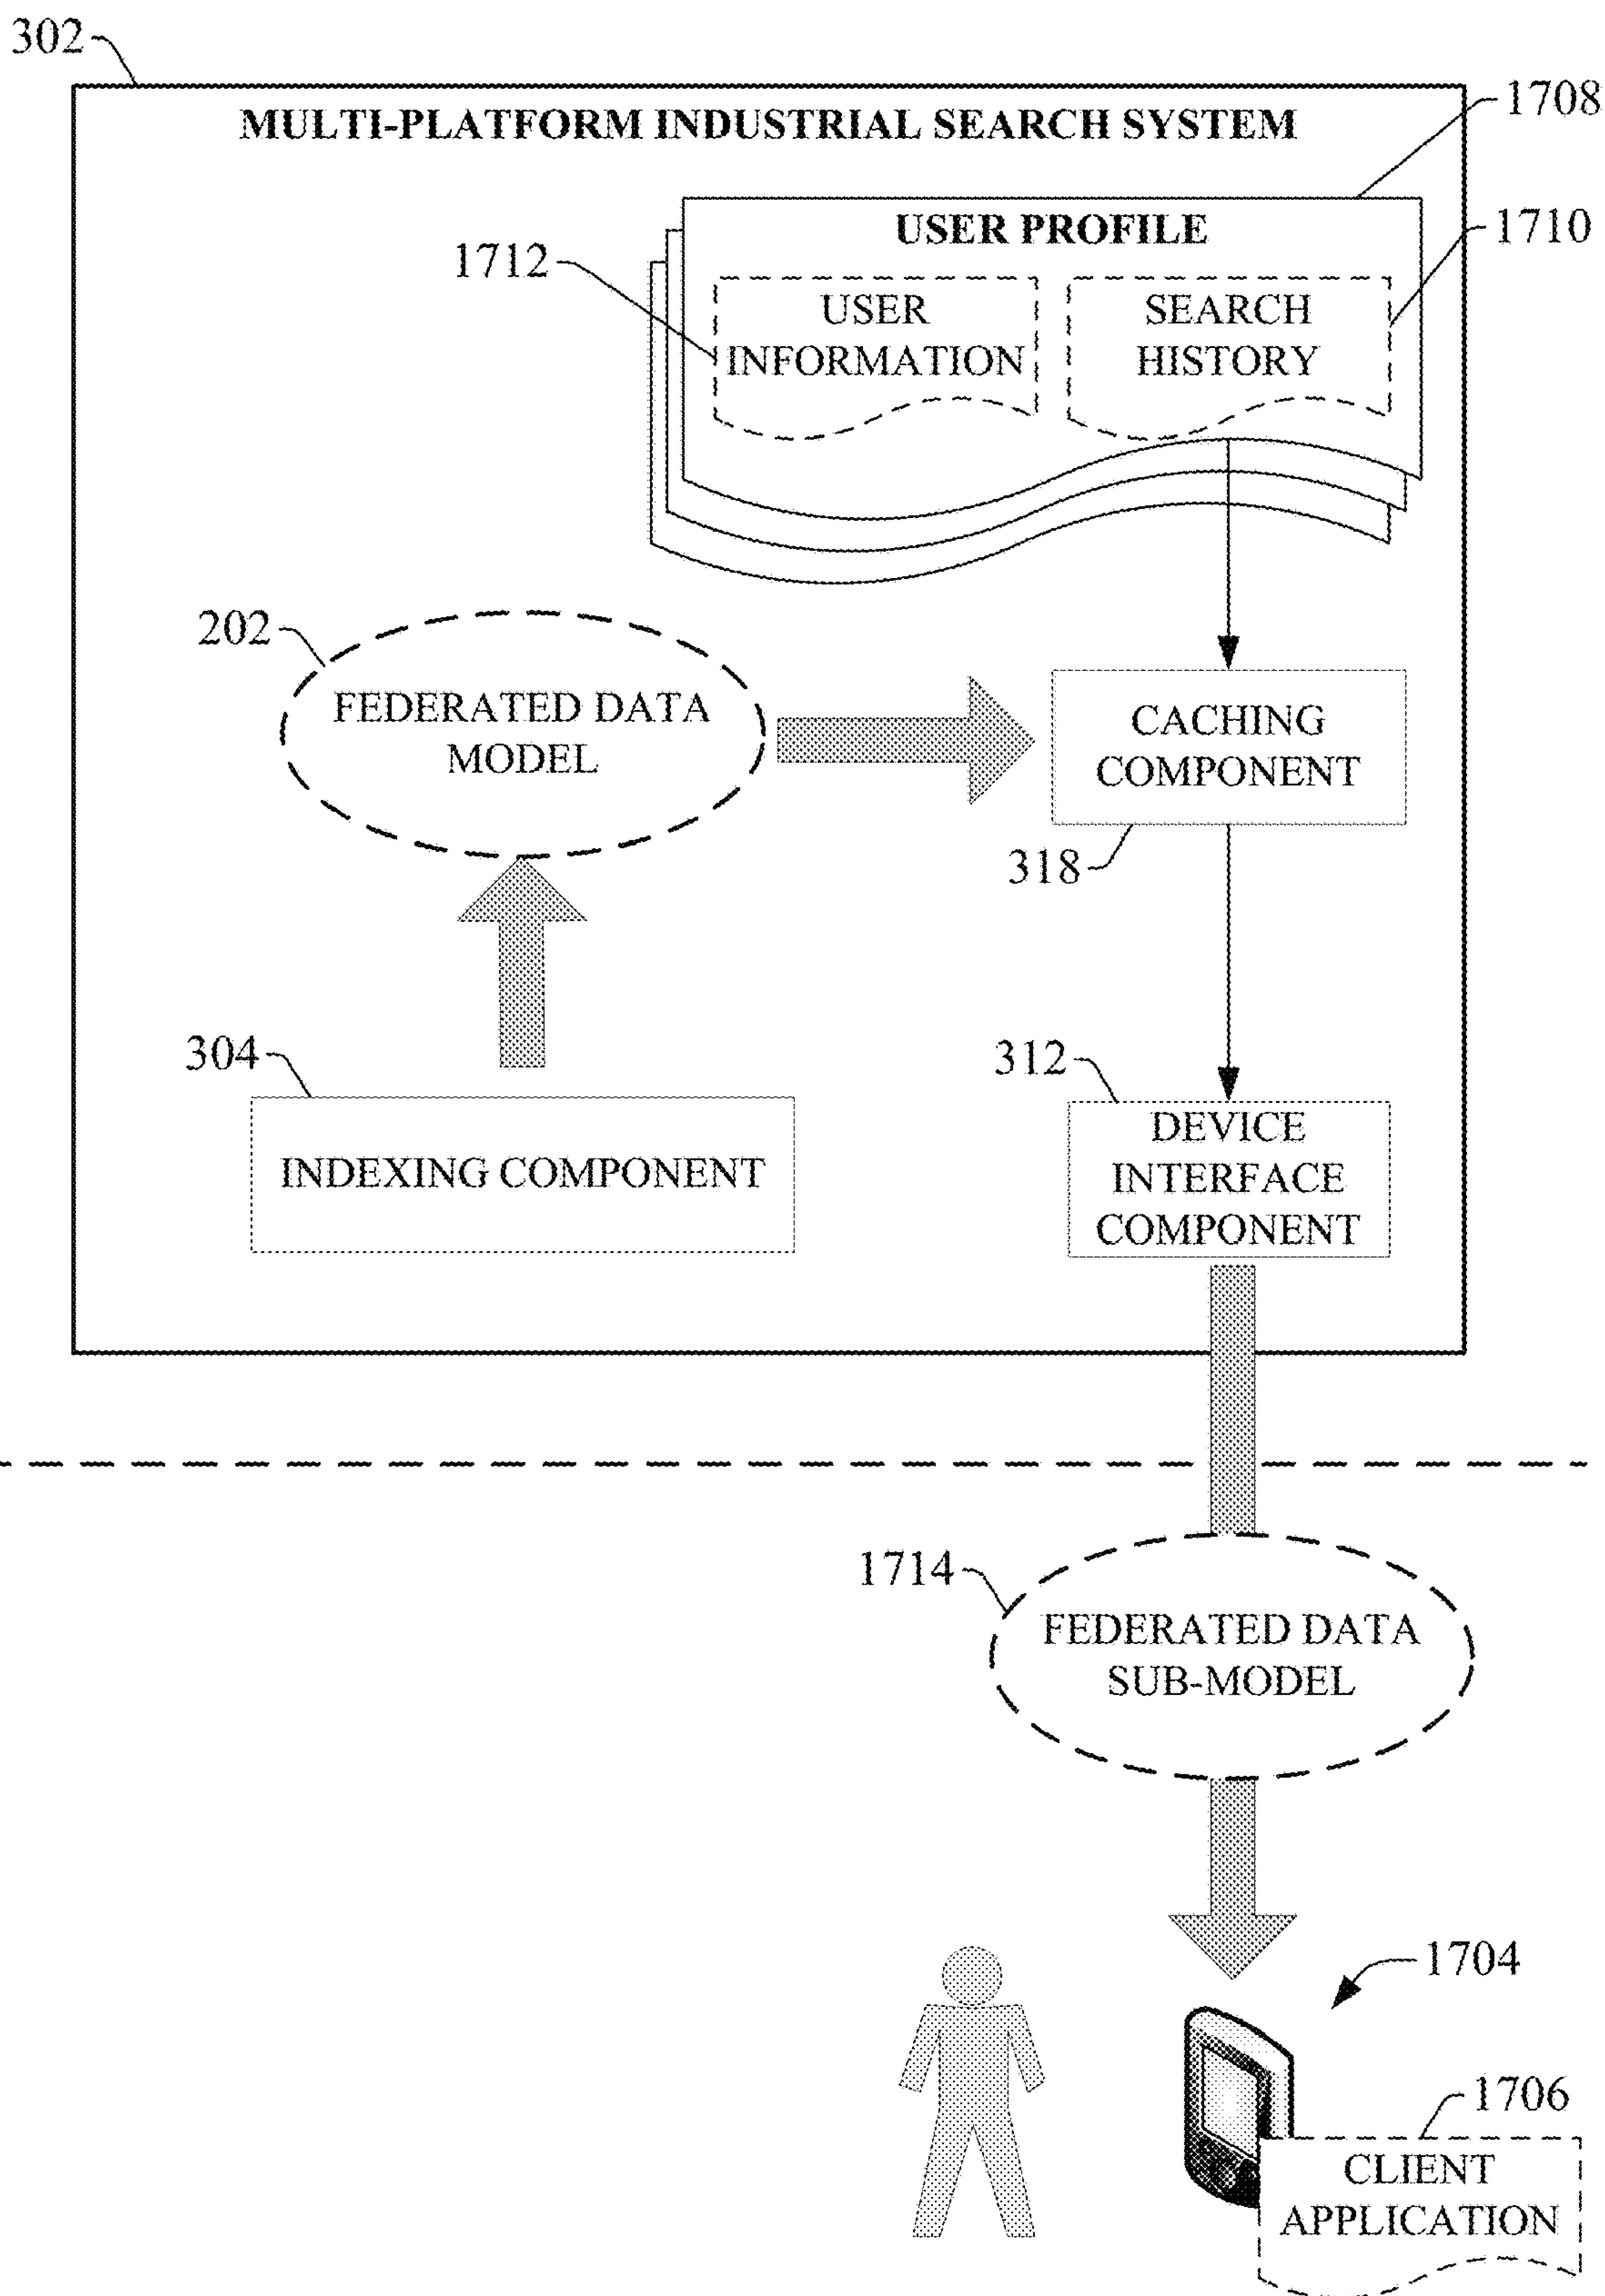 302
MULTI-PLATFORM INDUSTRIAL SEARCH SYSTEM
1708
USER PROFILE
1710
1712
USER
INFORMATION
SEARCH
HISTORY
202
FEDERATED DATA
MODEL
CACHING
COMPONENT
318
304
INDEXING COMPONENT
312
DEVICE
INTERFACE
COMPONENT
1714
FEDERATED DATA
SUB-MODEL
1704
1706
CLIENT
APPLICATION